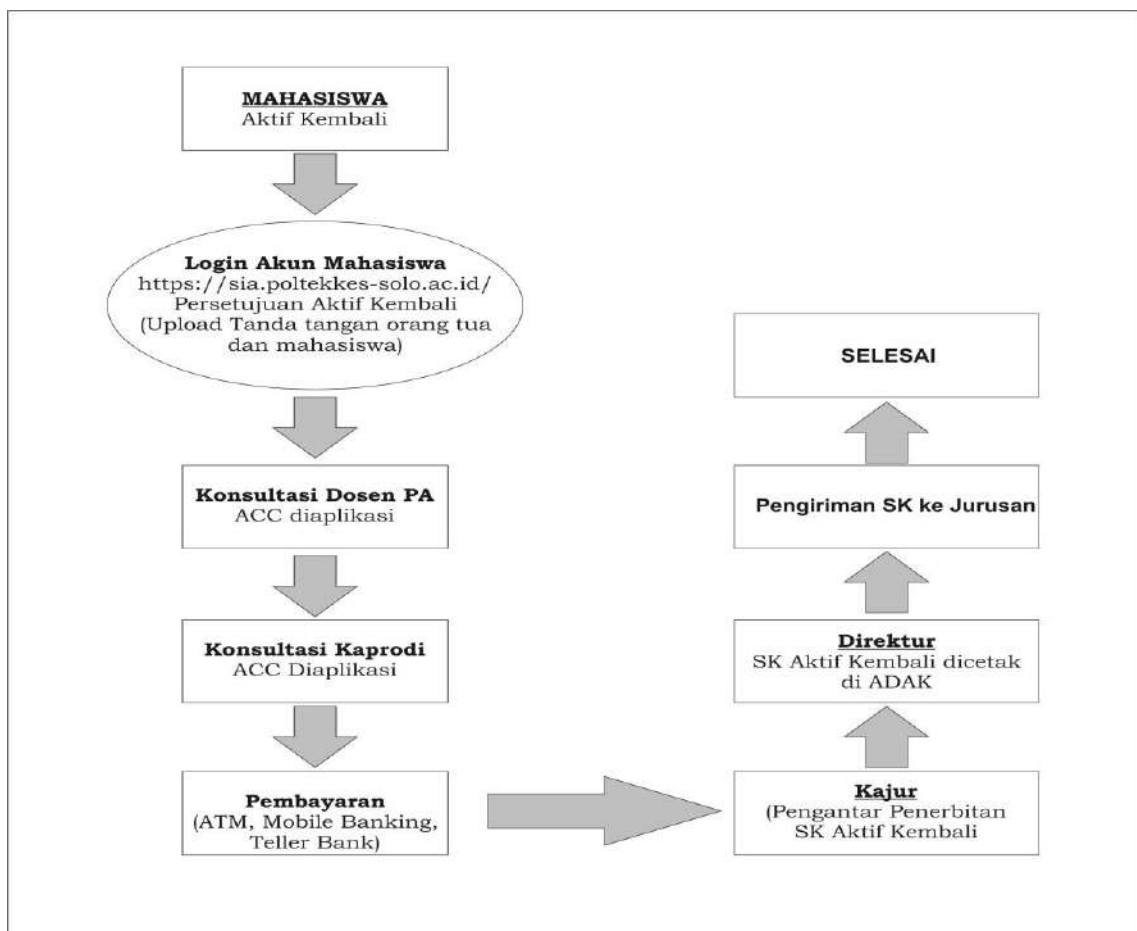 MAHASISWA
Aktif Kembali
Login Akun Mahasiswa
https://sia.poltekkes-solo.ac.id/
Persetujuan Aktif Kembali
(Upload Tanda tangan orang tua
dan mahasiswa)
Konsultasi Dosen PA
ACC diaplikasi
Konsultasi Kaprodi
ACC Diaplikasi
Pembayaran
(ATM, Mobile Banking,
Teller Bank)
Kajur
(Pengantar Penerbitan
SK Aktif Kembali
Direktur
SK Aktif Kembali dicetak
di ADAK
Pengiriman SK ke Jurusan
SELESAI